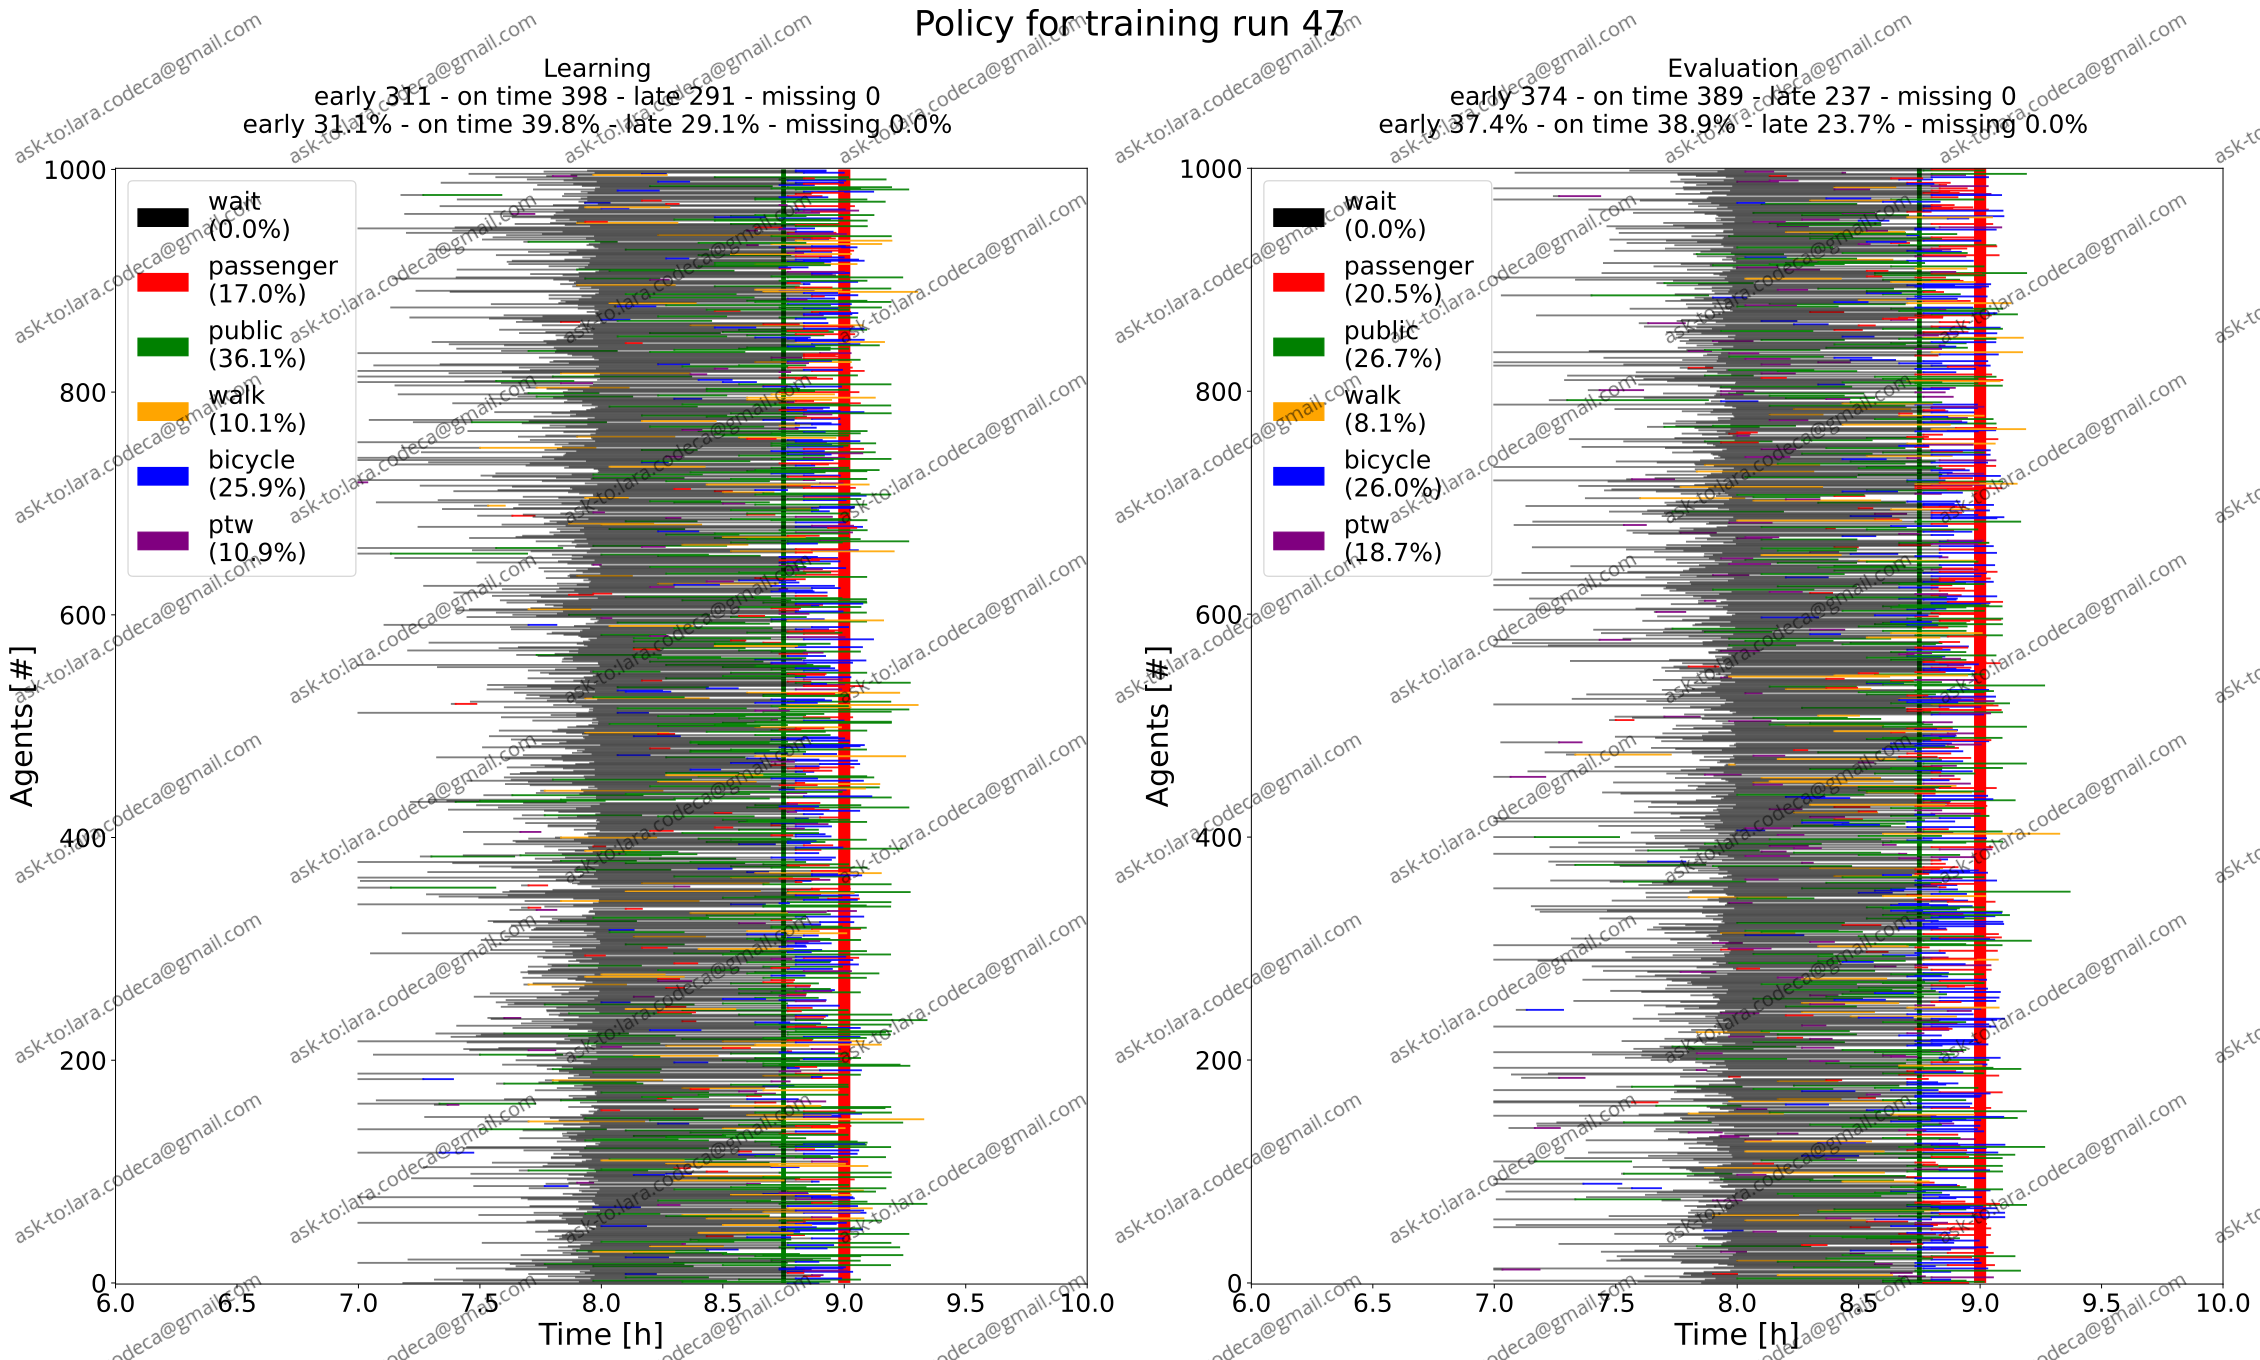 Policy for training run 47
Learning
early 311 - on time 398 - late 291 - missing 0
early 31.1% - on time 39.8% - late 29.1% - missing 0.0%
1000
800
600
400
200
0
Agents [#]
wait
(0.0%)
passenger
(17.0%)
public
(36.1%)
walk
(10.1%)
bicycle
(25.9%)
ptw
(10.9%)
6.0 6.5 7.0 7.5 8.0 8.5 9.0 9.5 10.0
Time [h]
Evaluation
early 374 - on time 389 - late 237 - missing 0
early 37.4% - on time 38.9% - late 23.7% - missing 0.0%
1000
800
600
400
200
0
Agents [#]
wait
(0.0%)
passenger
(20.5%)
public
(26.7%)
walk
(8.1%)
bicycle
(26.0%)
ptw
(18.7%)
6.0 6.5 7.0 7.5 8.0 8.5 9.0 9.5 10.0
Time [h]
ask-to:lara.codeca@gmail.com